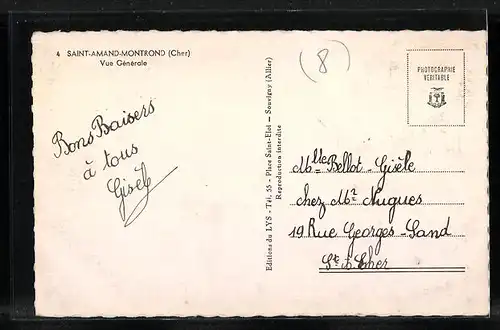 4 SAINT-AMAND-MONTROND (Cher)
Vue Générale
Bons Baisers
à tous
Gisèle
Editions du LYS - Tél. 55 - Place Saint-Eloi - Souvigny (Allier)
Reproduction interdite
8
PHOTOGRAPHIE
VERITABLE
Mlle Bellot-Gisèle
chez Mr Nugues
19 Rue Georges-Sand
St A. Cher